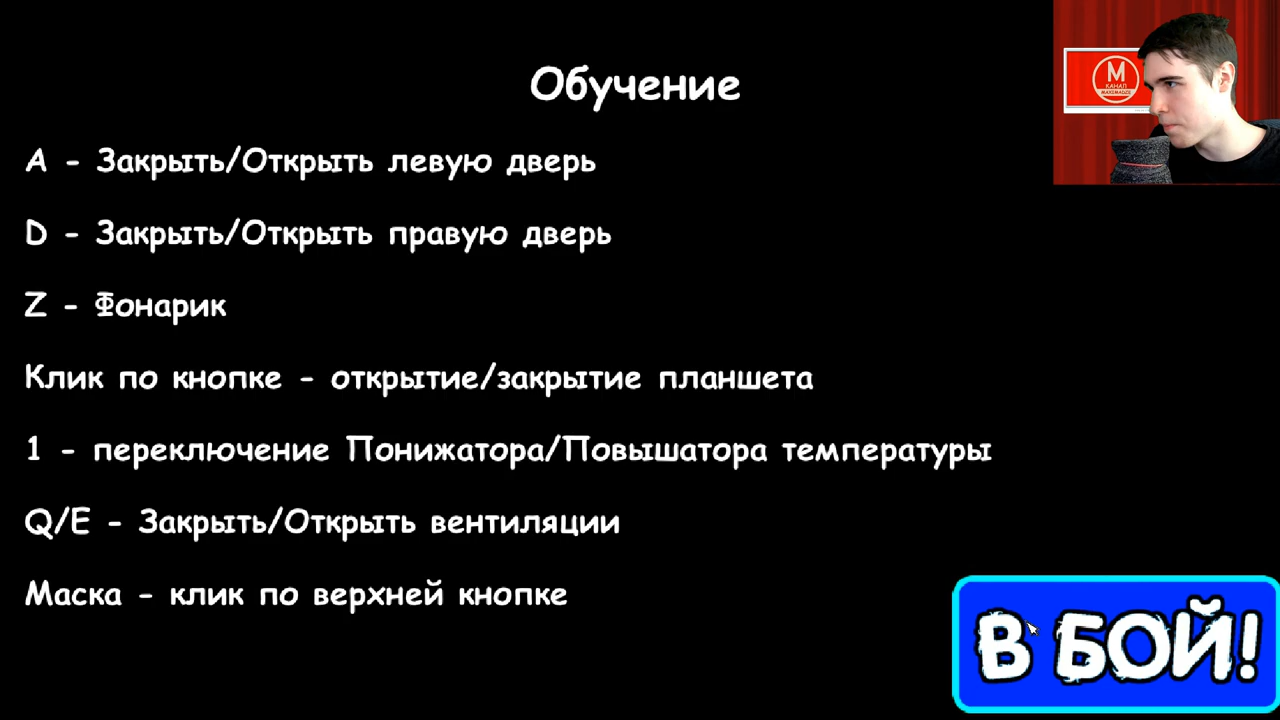 Обучение
A - Закрыть/Открыть левую дверь
D - Закрыть/Открыть правую дверь
Z - Фонарик
Клик по кнопке - открытие/закрытие планшета
1 - переключение Понижатора/Повышатора температуры
Q/E - Закрыть/Открыть вентиляции
Маска - клик по верхней кнопке
В БОЙ!
М
КАНАЛ